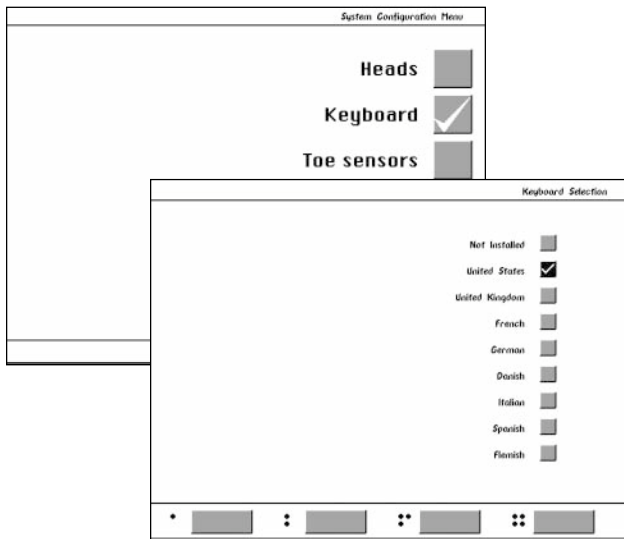 System Configuration Menu
Heads
Keyboard
Toe sensors
Keyboard Selection
Not Installed
United States
United Kingdom
French
German
Danish
Italian
Spanish
Flemish